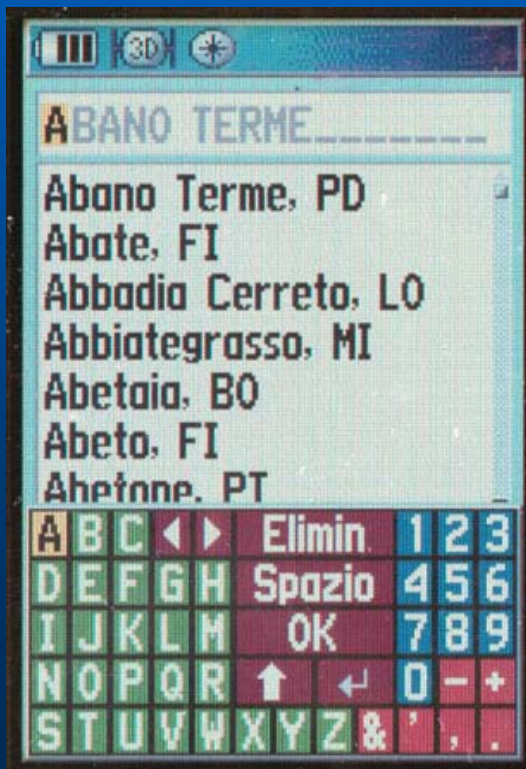 3D
ABANO TERME_______
Abano Terme, PD
Abate, FI
Abbadia Cerreto, LO
Abbiategrasso, MI
Abetaia, BO
Abeto, FI
Abetone, PT
A B C Elimin. 1 2 3
D E F G H Spazio 4 5 6
I J K L M OK 7 8 9
N O P Q R 0 - +
S T U V W X Y Z & ' , .